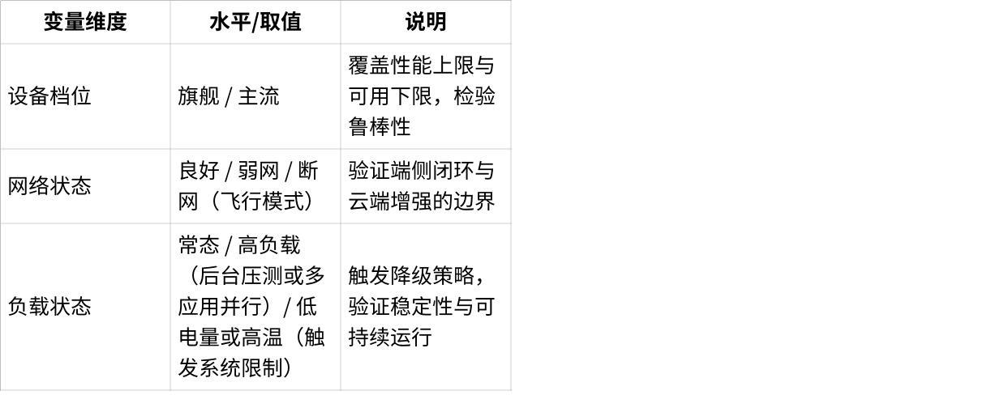 变量维度 水平/取值 说明
设备档位
旗舰 / 主流
覆盖性能上限与
可用下限，检验
鲁棒性
网络状态
良好 / 弱网 / 断
网（飞行模式）
验证端侧闭环与
云端增强的边界
负载状态
常态 / 高负载
（后台压测或多
应用并行）/ 低
电量或高温（触
发系统限制）
触发降级策略，
验证稳定性与可
持续运行